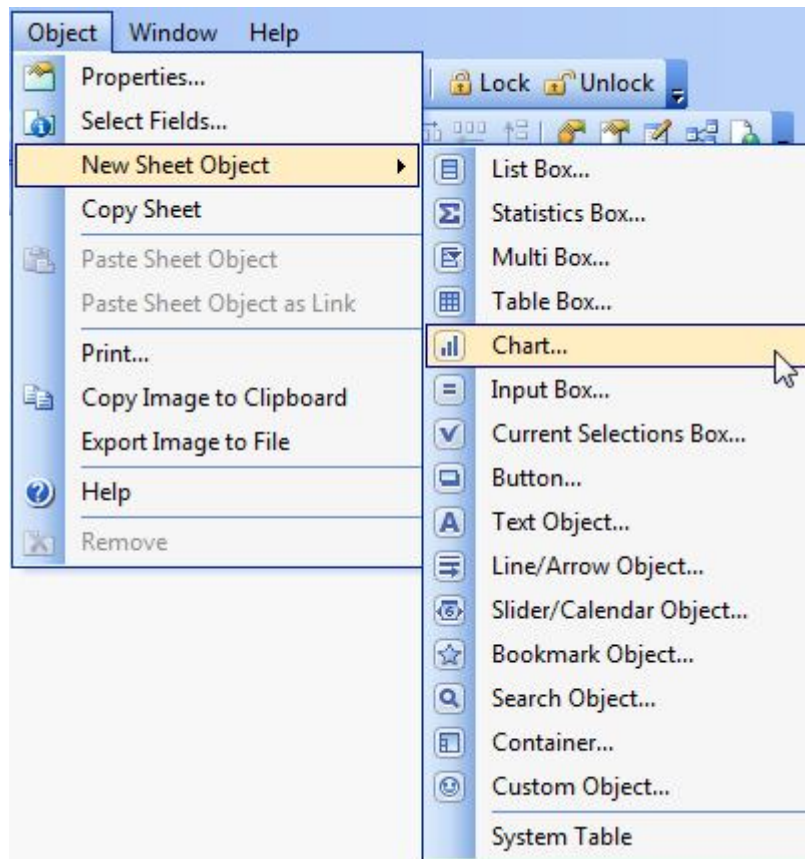 Object Window Help
Properties...
Lock Unlock
Select Fields...
New Sheet Object
Copy Sheet
Paste Sheet Object
Paste Sheet Object as Link
Print...
Copy Image to Clipboard
Export Image to File
Help
Remove
List Box...
Statistics Box...
Multi Box...
Table Box...
Chart...
Input Box...
Current Selections Box...
Button...
Text Object...
Line/Arrow Object...
Slider/Calendar Object...
Bookmark Object...
Search Object...
Container...
Custom Object...
System Table